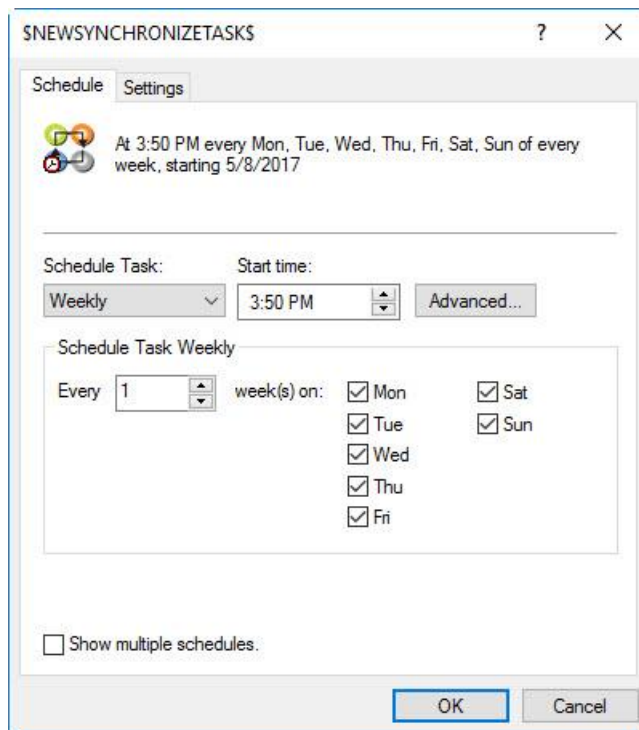 $NEWSYNCHRONIZETASK$ ?
Schedule Settings
At 3:50 PM every Mon, Tue, Wed, Thu, Fri, Sat, Sun of every
week, starting 5/8/2017
Schedule Task: Start time:
Weekly 3:50 PM Advanced...
Schedule Task Weekly
Every 1 week(s) on: Mon Sat
Tue Sun
Wed
Thu
Fri
Show multiple schedules.
OK Cancel